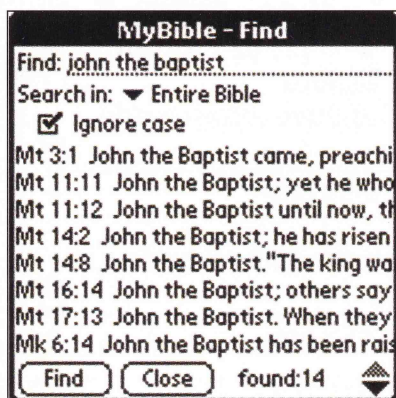 MyBible - Find
Find: john the baptist
Search in: Entire Bible
Ignore case
Mt 3:1 John the Baptist came, preachi
Mt 11:11 John the Baptist; yet he who
Mt 11:12 John the Baptist until now, th
Mt 14:2 John the Baptist; he has risen
Mt 14:8 John the Baptist."The king wa
Mt 16:14 John the Baptist; others say
Mt 17:13 John the Baptist. When they
Mk 6:14 John the Baptist has been rais
Find Close found:14